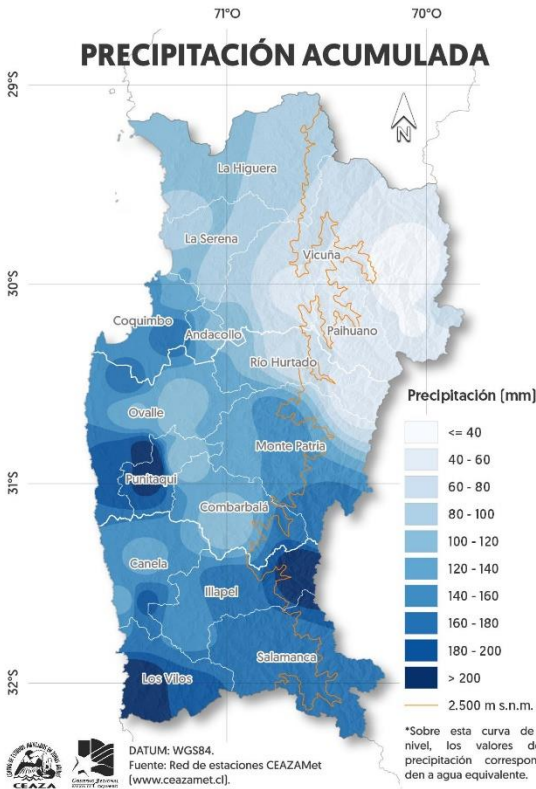 71°O 70°O
PRECIPITACIÓN ACUMULADA
29°S
N
La Higuera
La Serena
Vicuña
30°S
Coquimbo
Andacollo
Paihuano
Río Hurtado
Precipitación (mm)
<= 40
Ovalle
40 - 60
Monte Patria
60 - 80
31°S
Punitaqui
80 - 100
Combarbalá
100 - 120
Canela
120 - 140
Illapel
140 - 160
160 - 180
Salamanca
180 - 200
32°S
Los Vilos
> 200
2.500 m s.n.m.
*Sobre esta curva de
nivel, los valores de
precipitación correspon-
den a agua equivalente.
DATUM: WGS84.
Fuente: Red de estaciones CEAZAMet
(www.ceazamet.cl).
CEAZA